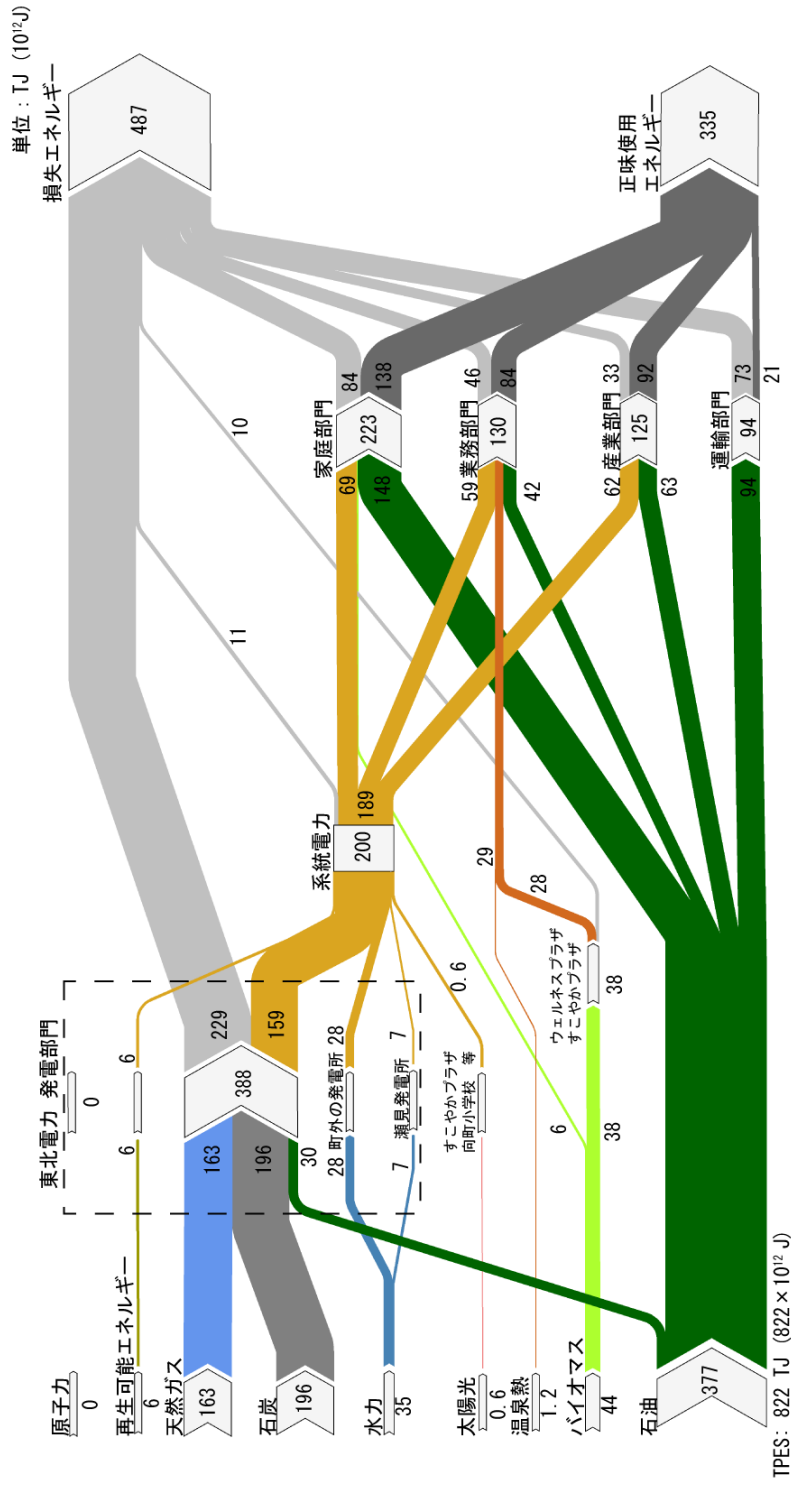 単位：TJ (10¹²J)
損失エネルギー
487
正味使用
エネルギー
335
10
11
84
138
46
84
33
92
73
21
家庭部門
223
業務部門
130
産業部門
125
運輸部門
94
69
148
59
42
62
63
94
189
系統電力
200
29
28
東北電力 発電部門
0
6
6
229
159
388
163
196
30
町外の発電所
28
28
瀬見発電所
7
7
0.6
すこやかプラザ
向町小学校 等
ウェルネスプラザ
すこやかプラザ
38
6
38
原子力
0
再生可能エネルギー
6
天然ガス
163
石炭
196
水力
35
太陽光
0.6
温泉熱
1.2
バイオマス
44
石油
377
TPES: 822 TJ (822×10¹² J)